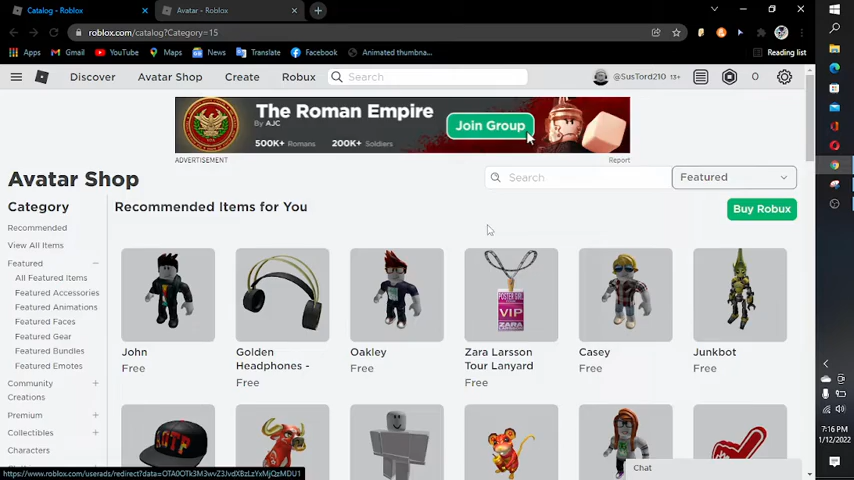 Catalog - Roblox
Avatar - Roblox
roblox.com/catalog?Category=15
Apps
Gmail
YouTube
Maps
Translate
Facebook
Animated thumbna...
Reading list
Discover
Avatar Shop
Create
Robux
Search
@SusTord210 13+
0
The Roman Empire
By AJC
500K+ Romans
200K+ Soldiers
Join Group
ADVERTISEMENT
Report
Avatar Shop
Search
Featured
Category
Recommended Items for You
Buy Robux
Recommended
View All Items
Featured
All Featured Items
Featured Accessories
Featured Animations
Featured Faces
Featured Gear
Featured Bundles
Featured Emotes
Community
Creations
Premium
Collectibles
Characters
POSTER GIRL
VIP
ZARA
John
Free
Golden
Headphones -
Free
Oakley
Free
Zara Larsson
Tour Lanyard
Free
Casey
Free
Junkbot
Free
AOTP
Chat
7:16 PM
1/12/2022